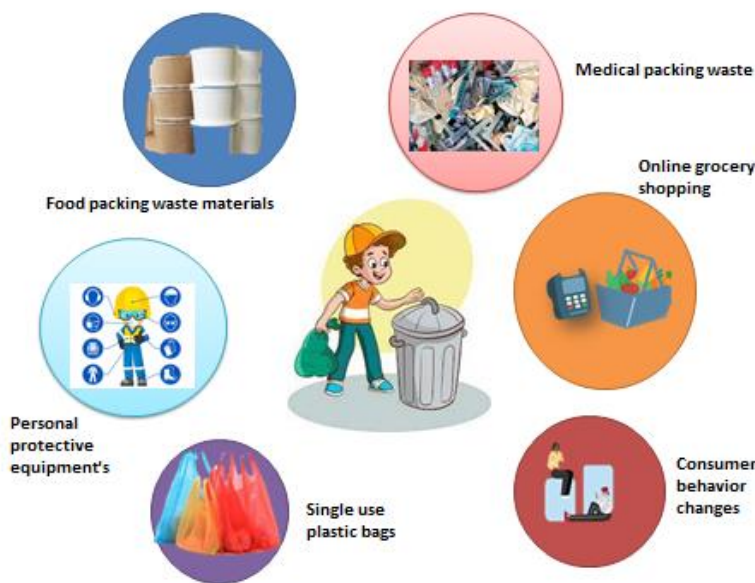 Medical packing waste
Online grocery
shopping
Food packing waste materials
Personal
protective
equipment's
Single use
plastic bags
Consumer
behavior
changes